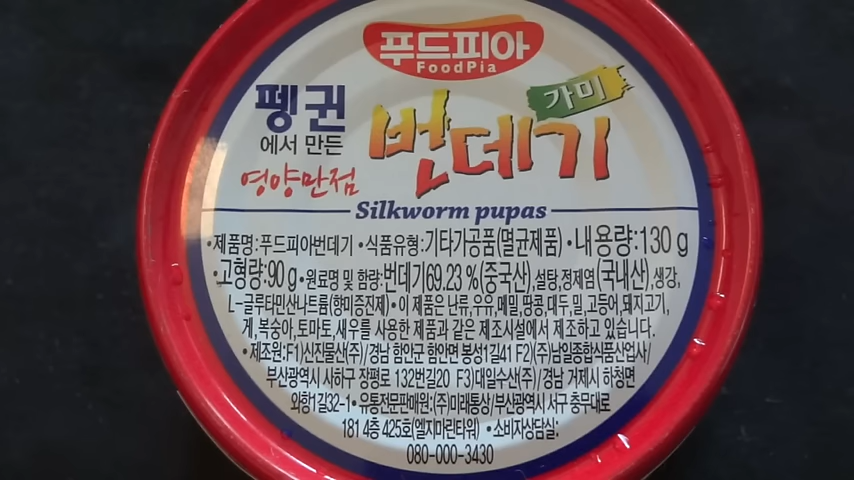 푸드피아
FoodPia
펭귄
에서 만든
영양만점
가미
번데기
Silkworm pupas
•제품명:푸드피아번데기 •식품유형:기타가공품(멸균제품) •내용량:130 g
•고형량:90 g •원료명 및 함량:번데기69.23 %(중국산),설탕,정제염(국내산),생강,
L-글루타민산나트륨(향미증진제) • 이 제품은 난류,우유,메밀,땅콩,대두,밀,고등어,돼지고기,
게,복숭아,토마토,새우를 사용한 제품과 같은 제조시설에서 제조하고 있습니다.
• 제조원:F1)신진물산(주)/경남 함안군 함안면 봉성1길41 F2)(주)남일종합식품산업사/
부산광역시 사하구 장평로 132번길20 F3)대일수산(주)/경남 거제시 하청면
와항1길32-1• 유통전문판매원:(주)미래통상/부산광역시 서구 충무대로
181 4층 425호(엘지마린타워) •소비자상담실:
080-000-3430